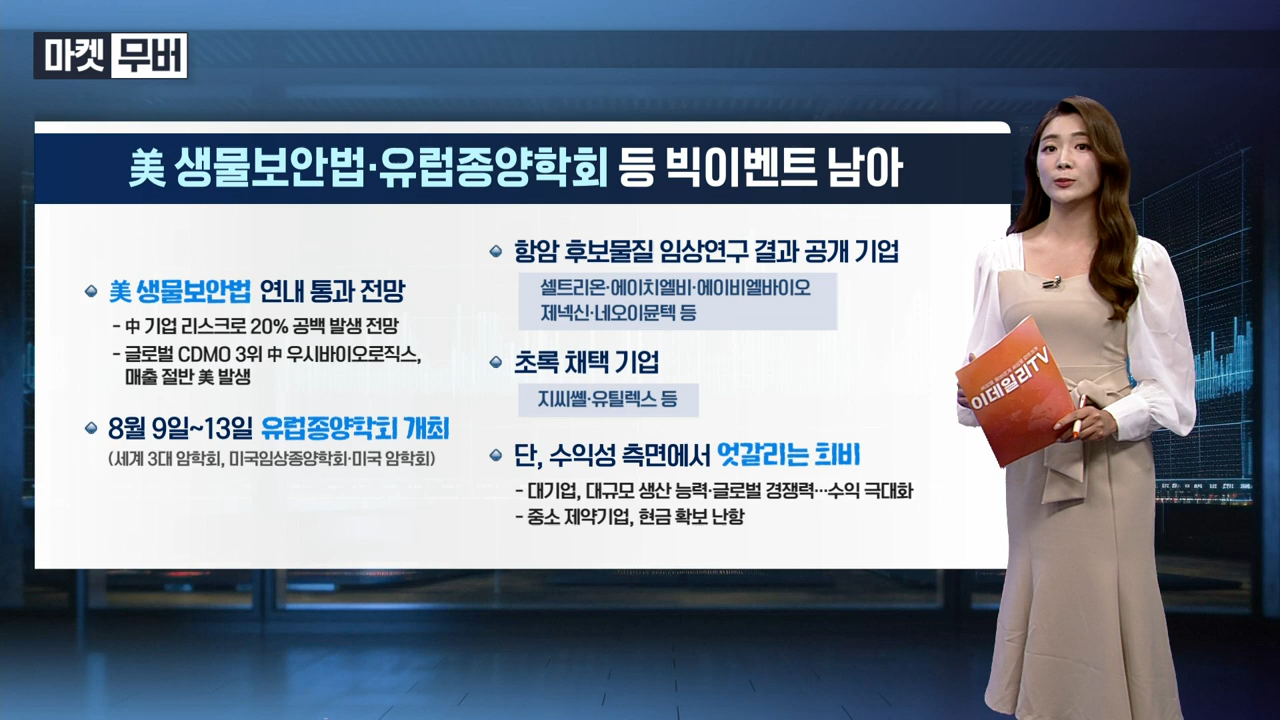 마켓무버
美 생물보안법·유럽종양학회 등 빅이벤트 남아
美 생물보안법 연내 통과 전망
- 中 기업 리스크로 20% 공백 발생 전망
- 글로벌 CDMO 3위 中 우시바이오로직스,
매출 절반 美 발생
8월 9일~13일 유럽종양학회 개최
(세계 3대 암학회, 미국임상종양학회·미국 암학회)
항암 후보물질 임상연구 결과 공개 기업
셀트리온·에이치엘비·에이비엘바이오
제넥신·네오이뮨텍 등
초록 채택 기업
지씨쎌·유틸렉스 등
단, 수익성 측면에서 엇갈리는 희비
- 대기업, 대규모 생산 능력·글로벌 경쟁력…수익 극대화
- 중소 제약기업, 현금 확보 난항
이데일리TV